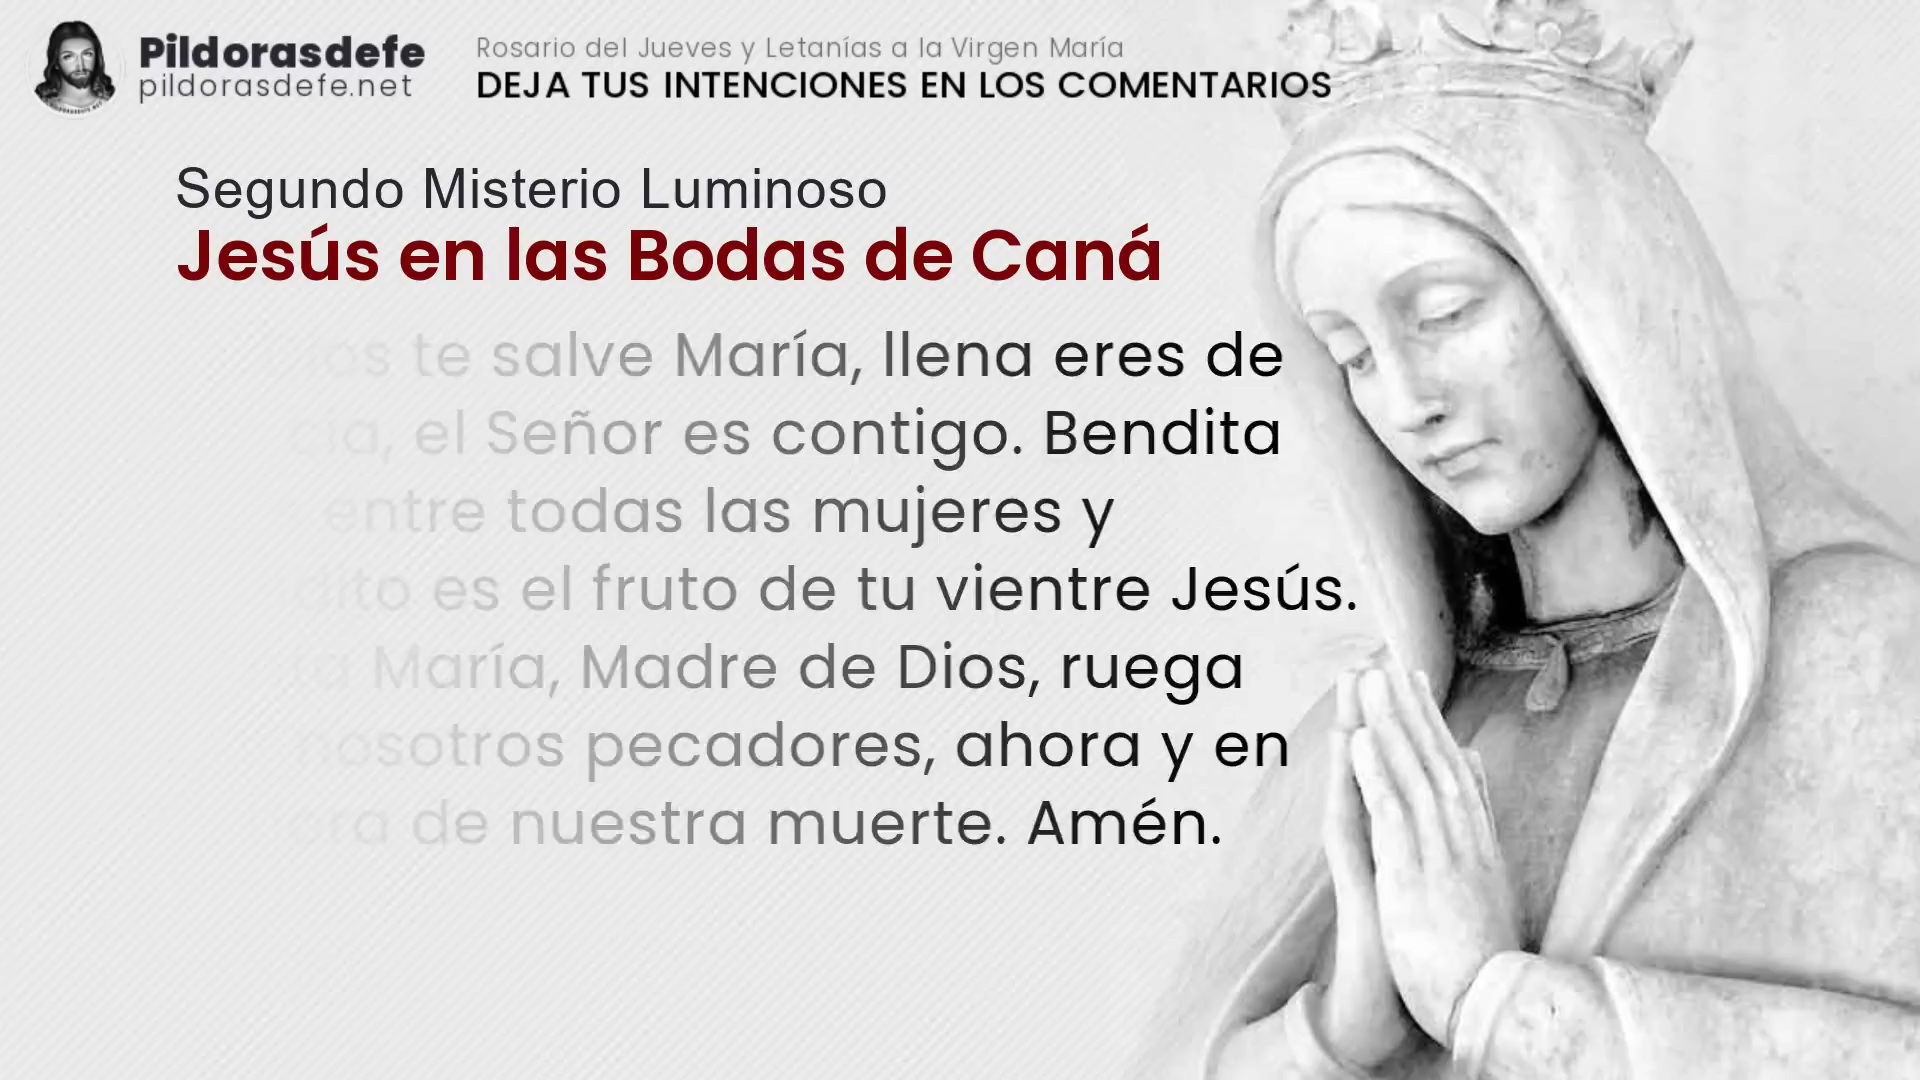 Pildorasdefe
pildorasdefe.net
Rosario del Jueves y Letanías a la Virgen María
DEJA TUS INTENCIONES EN LOS COMENTARIOS
Segundo Misterio Luminoso
Jesús en las Bodas de Caná
te salve María, llena eres de
el Señor es contigo. Bendita
entre todas las mujeres y
es el fruto de tu vientre Jesús.
María, Madre de Dios, ruega
nosotros pecadores, ahora y en
de nuestra muerte. Amén.